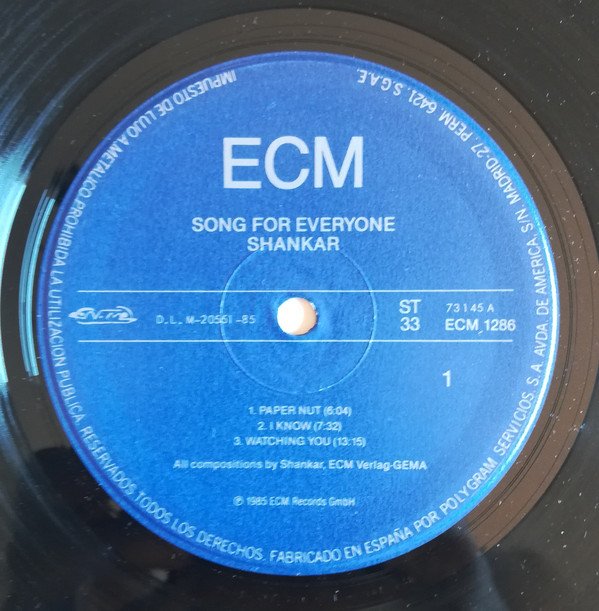 ECM
SONG FOR EVERYONE
SHANKAR
D.L. M-20561-85
ST
33
73145 A
ECM 1286
1
1. PAPER NUT (6:04)
2. I KNOW (7:32)
3. WATCHING YOU (13:15)
All compositions by Shankar, ECM Verlag-GEMA
℗ 1985 ECM Records GmbH
IMPUESTO DE LUJO A METALICO PROHIBIDA LA UTILIZACION PUBLICA. RESERVADOS TODOS LOS DERECHOS. FABRICADO EN ESPAÑA POR POLYGRAM SERVICIOS, S.A. AVDA. DE AMERICA, S/N. MADRID-27. PERM. 6421. S.G.A.E.